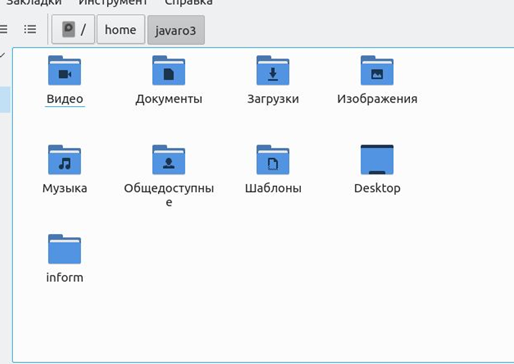 Закладки Инструмент Справка
/ home javaro3
Видео Документы Загрузки Изображения
Музыка Общедоступны
е Шаблоны Desktop
inform